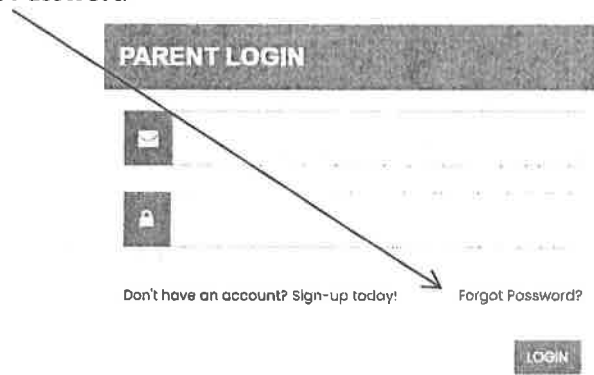 PARENT LOGIN
Don't have an account? Sign-up today! Forgot Password?
LOGIN